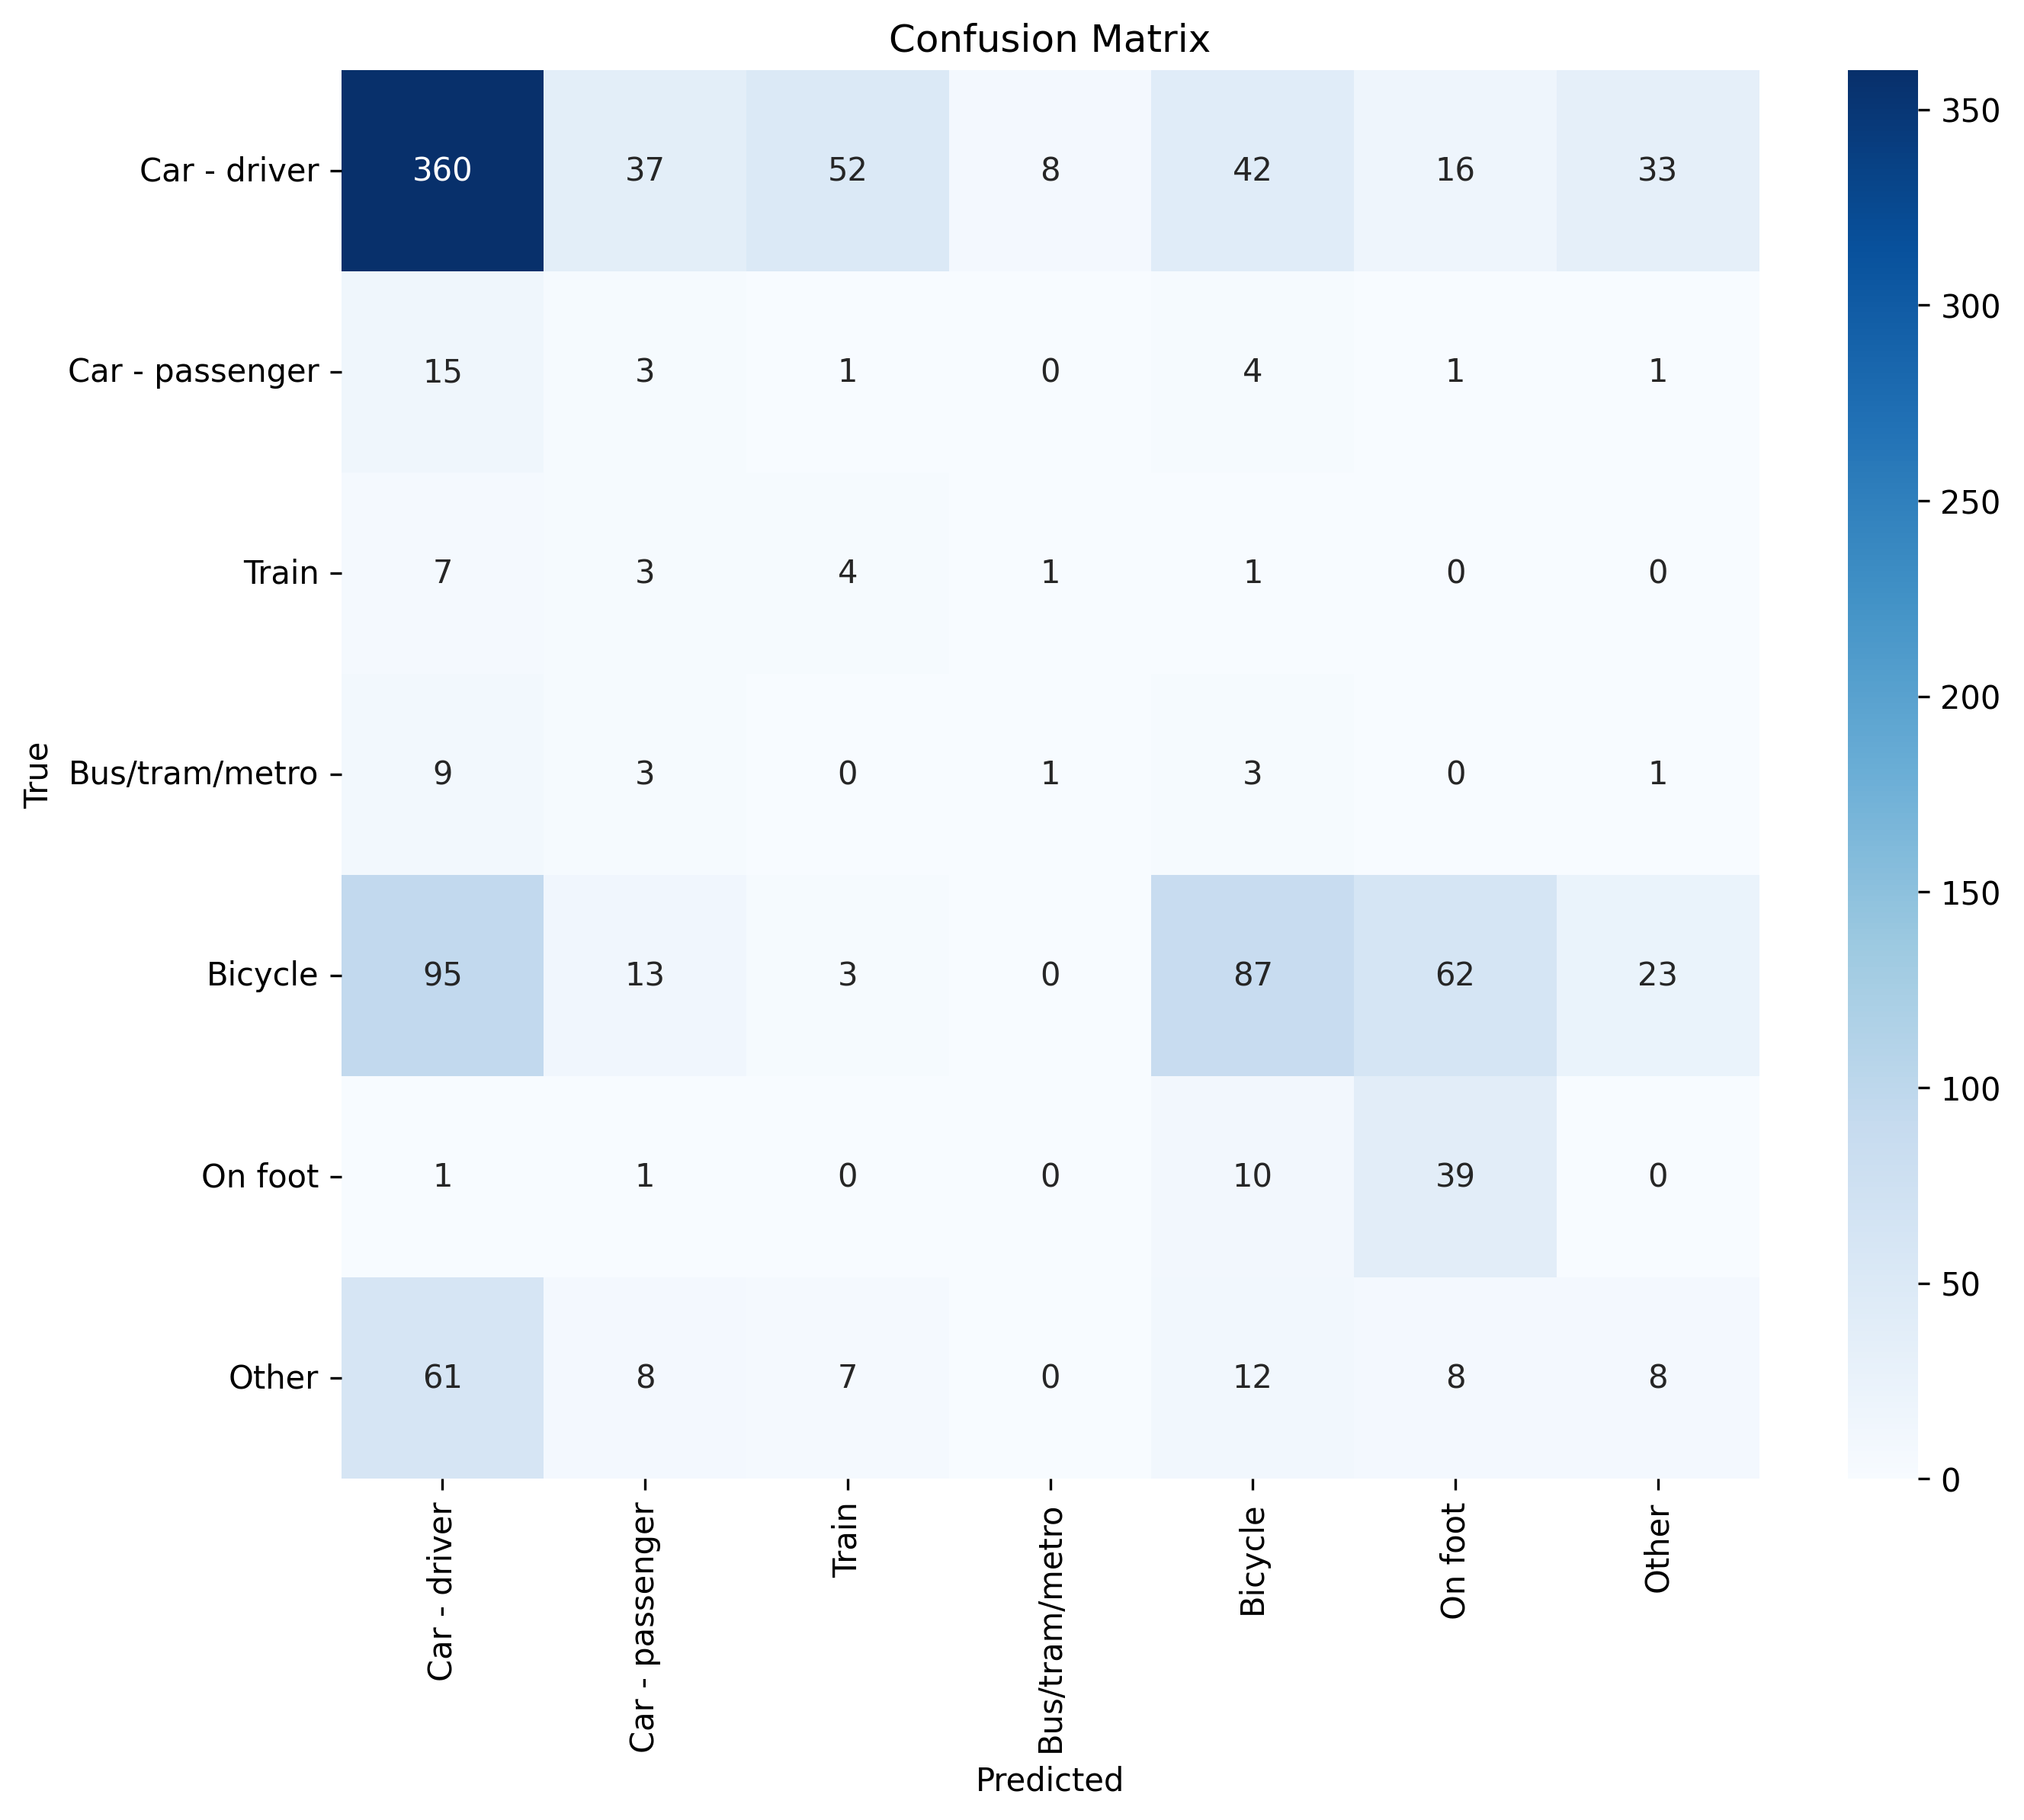 Confusion Matrix
Car - driver 360 37 52 8 42 16 33
Car - passenger 15 3 1 0 4 1 1
Train 7 3 4 1 1 0 0
Bus/tram/metro 9 3 0 1 3 0 1
Bicycle 95 13 3 0 87 62 23
On foot 1 1 0 0 10 39 0
Other 61 8 7 0 12 8 8
True
Car - driver
Car - passenger
Train
Bus/tram/metro
Bicycle
On foot
Other
Predicted
350
300
250
200
150
100
50
0